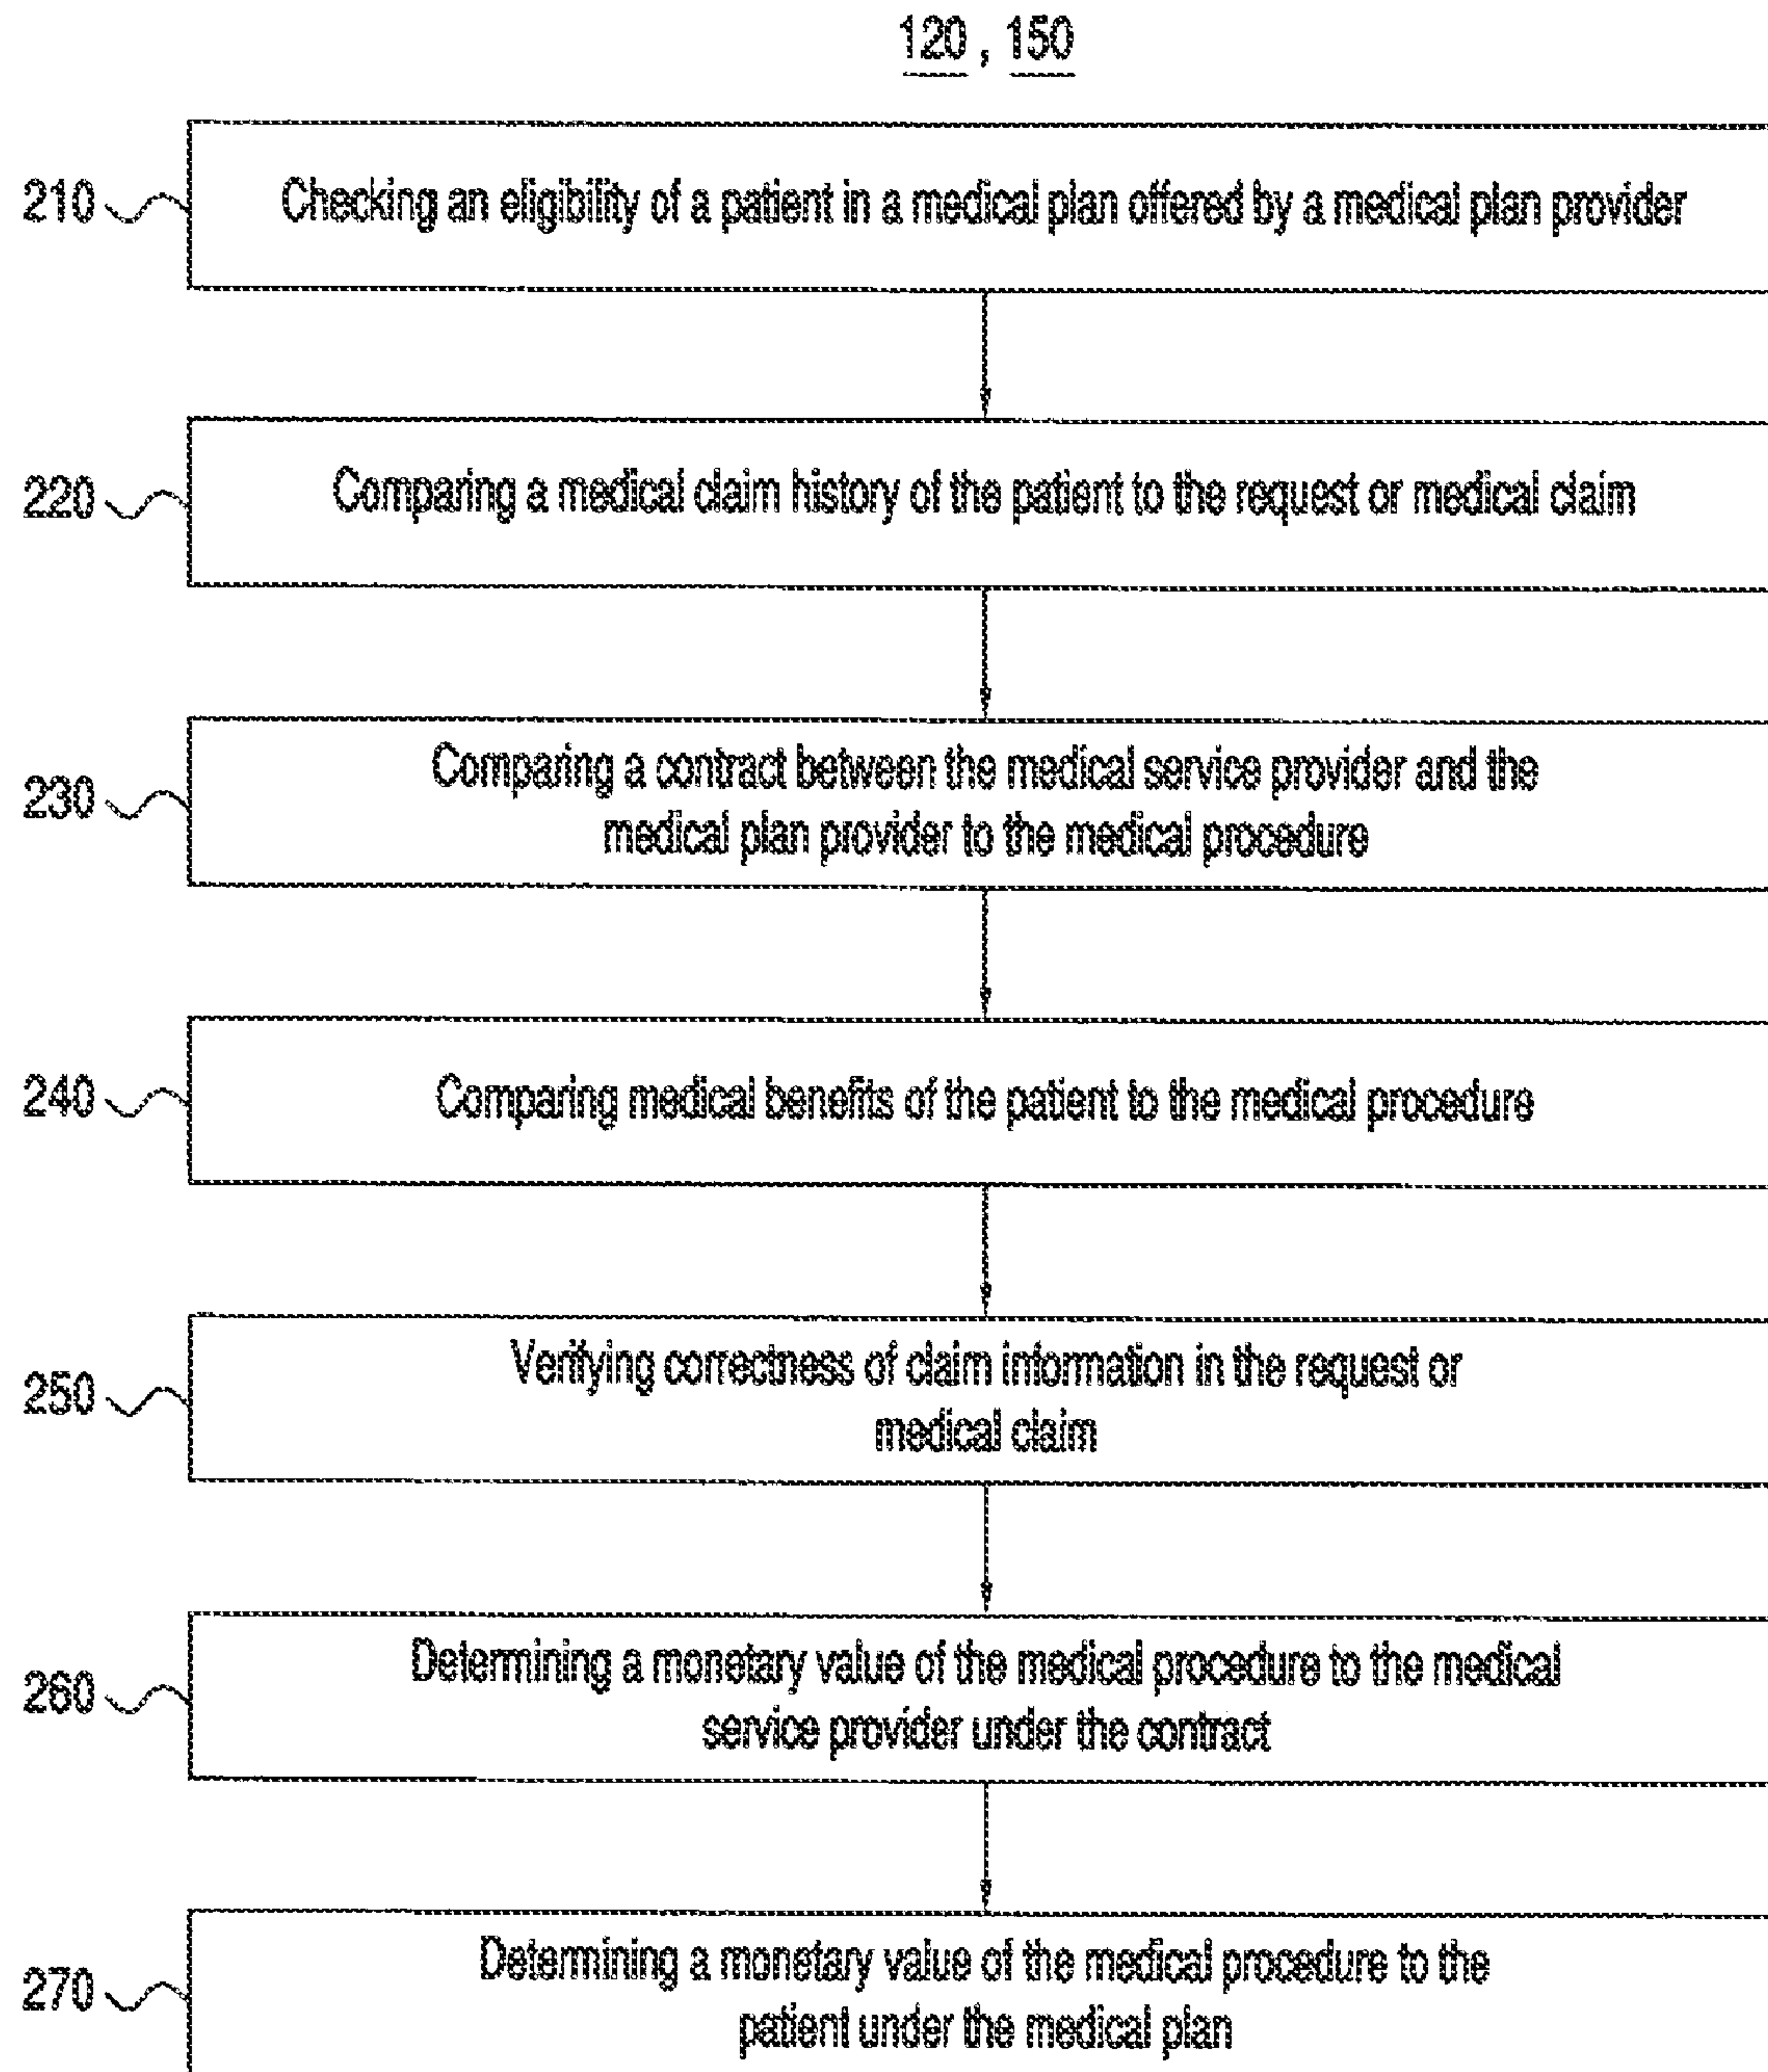 120, 150
210
Checking an eligibility of a patient in a medical plan offered by a medical plan provider
220
Comparing a medical claim history of the patient to the request or medical claim
230
Comparing a contract between the medical service provider and the
medical plan provider to the medical procedure
240
Comparing medical benefits of the patient to the medical procedure
250
Verifying correctness of claim information in the request or
medical claim
260
Determining a monetary value of the medical procedure to the medical
service provider under the contract
270
Determining a monetary value of the medical procedure to the
patient under the medical plan